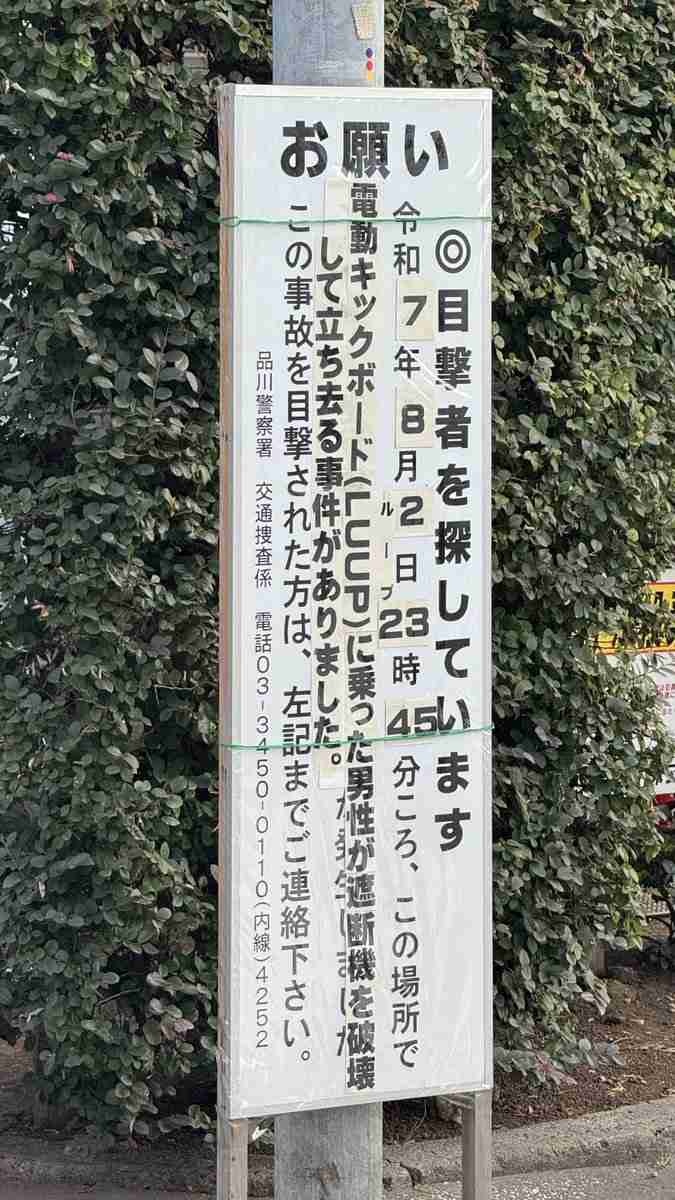 お願い
◎目撃者を探しています
令和7年8月2日23時45分ころ、この場所で
ループ
電動キックボード(LUUP)に乗った男性が遮断機を破壊
して立ち去る事件がありました。
この事故を目撃された方は、左記までご連絡下さい。
品川警察署 交通捜査係 電話03-3450-0110(内線)4252